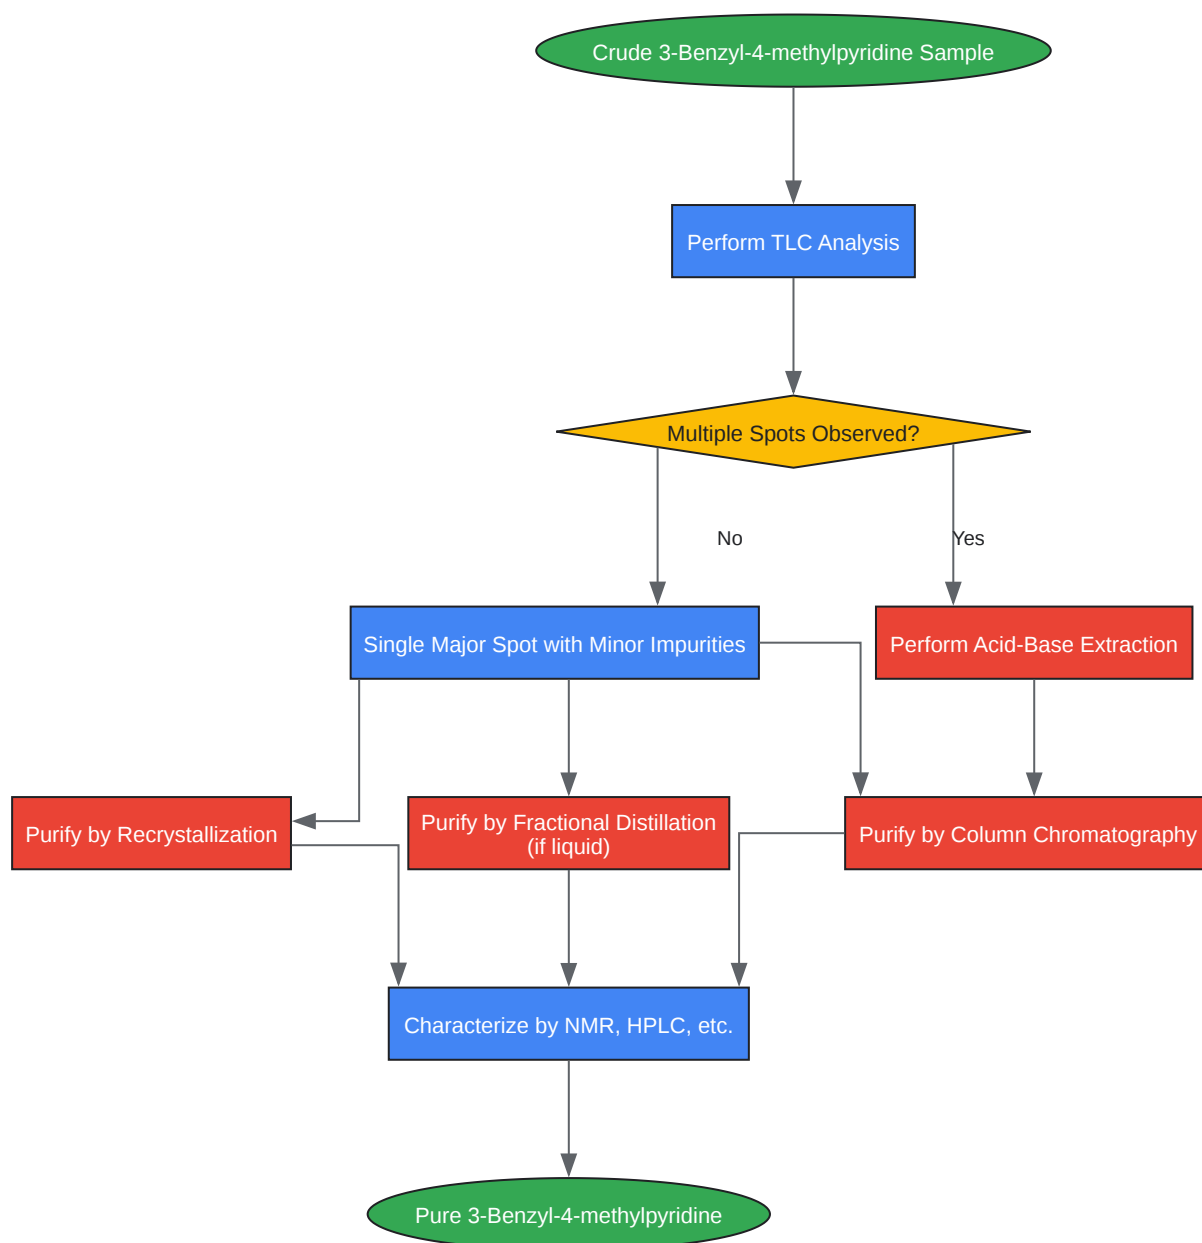 Crude 3-Benzyl-4-methylpyridine Sample
Perform TLC Analysis
Multiple Spots Observed?
No
Yes
Single Major Spot with Minor Impurities
Perform Acid-Base Extraction
Purify by Recrystallization
Purify by Fractional Distillation
(if liquid)
Purify by Column Chromatography
Characterize by NMR, HPLC, etc.
Pure 3-Benzyl-4-methylpyridine